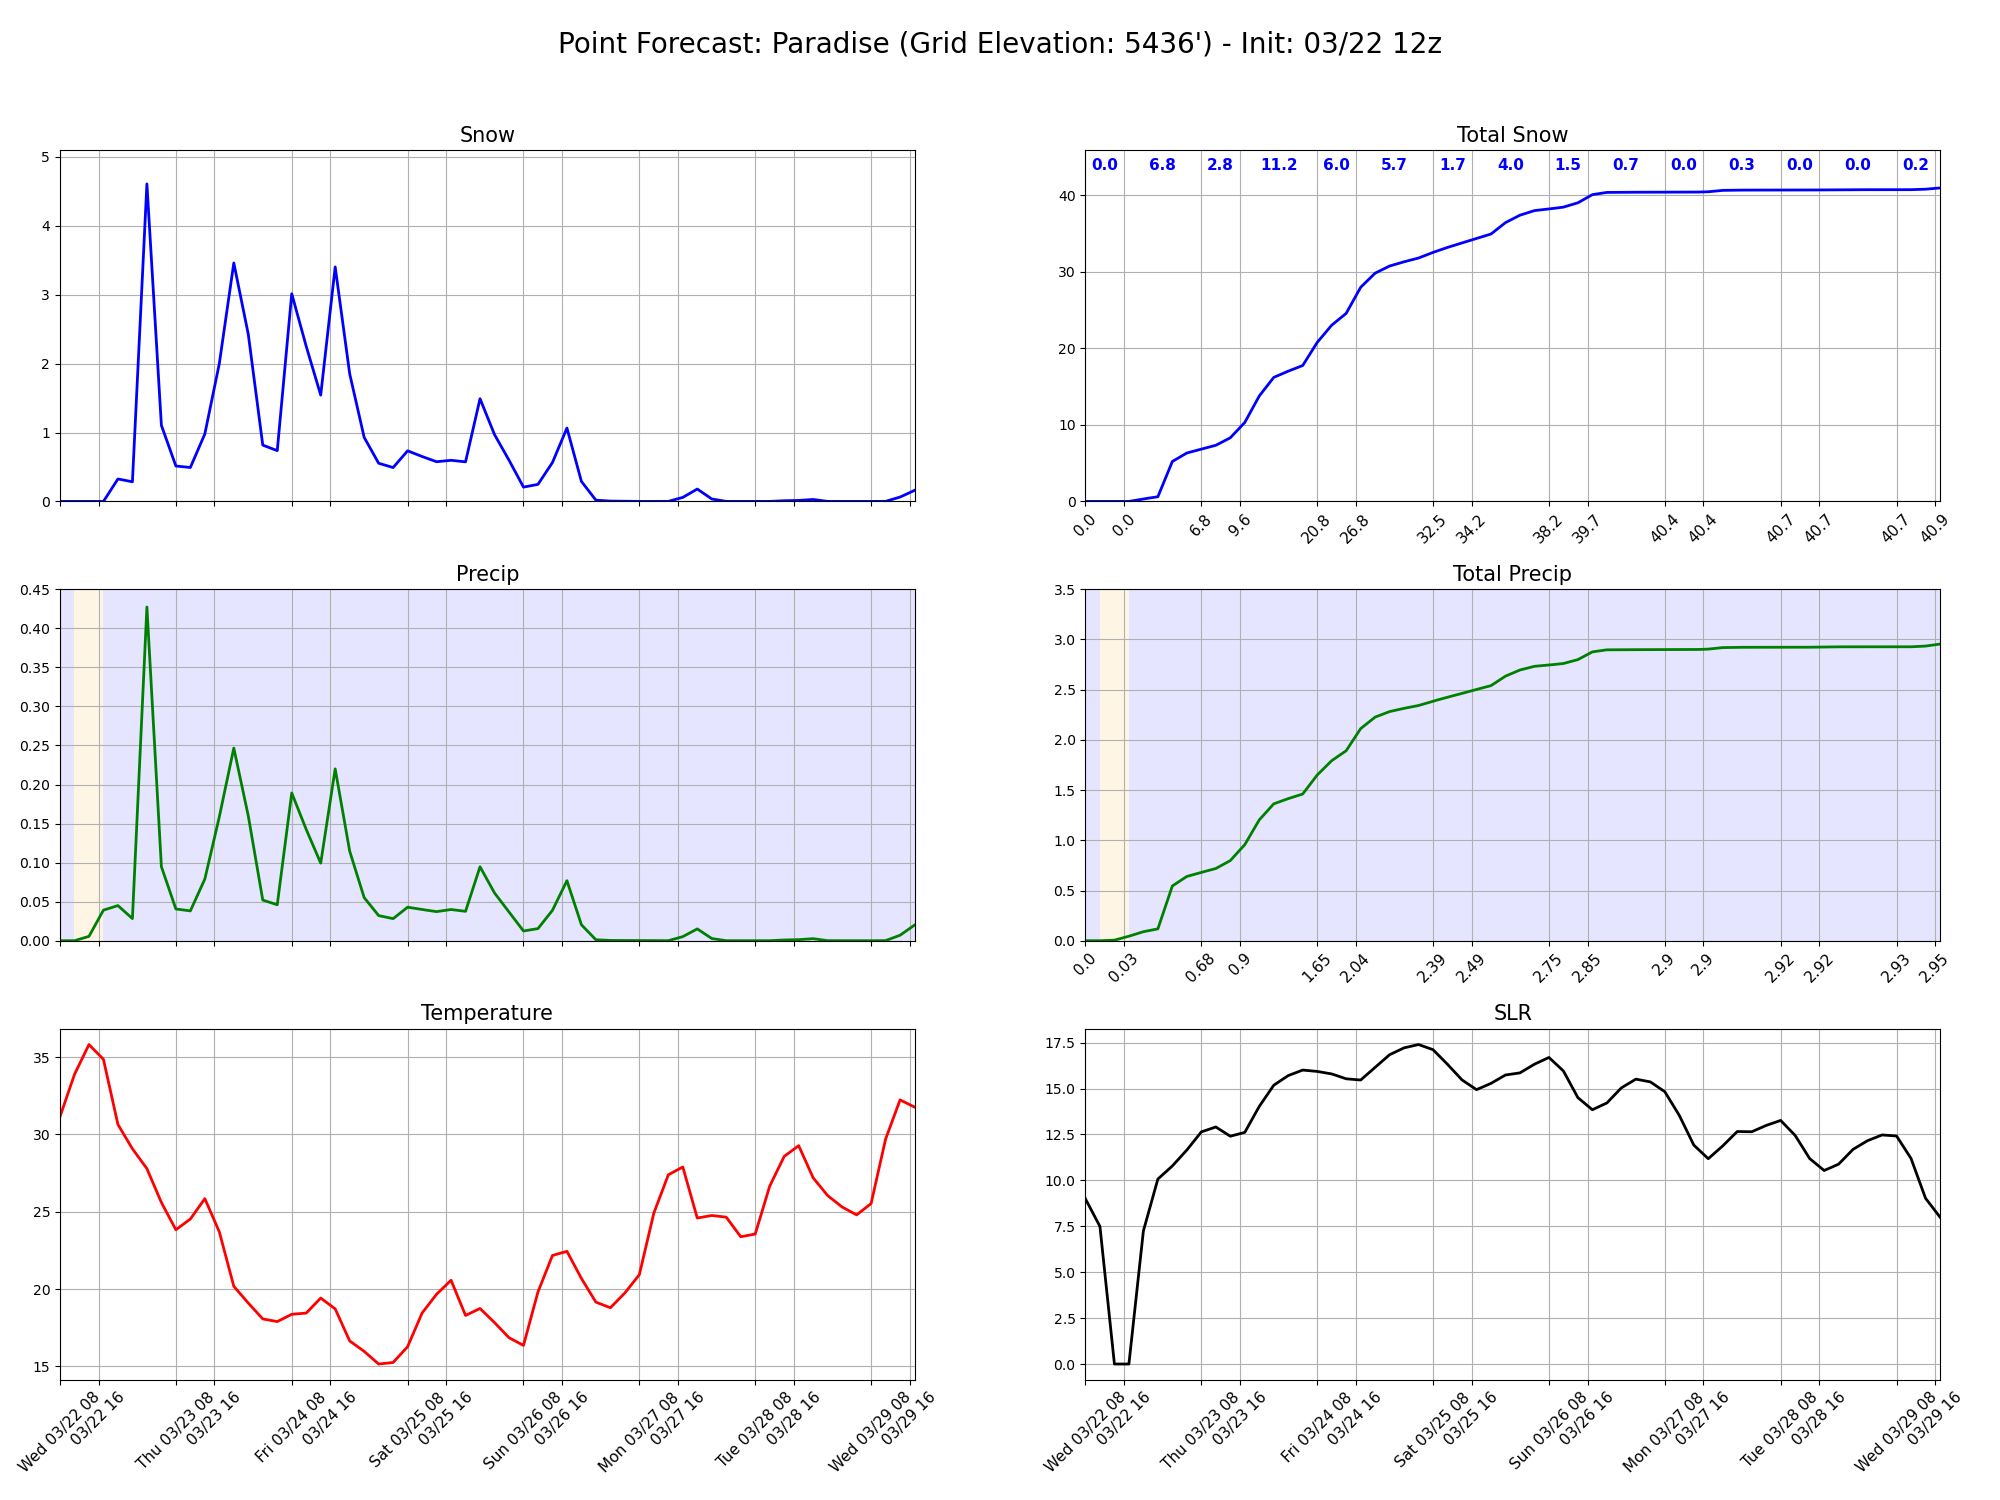 Point Forecast: Paradise (Grid Elevation: 5436') - Init: 03/22 12z
Snow
5
4
3
2
1
0
Total Snow
0.0 6.8 2.8 11.2 6.0 5.7 1.7 4.0 1.5 0.7 0.0 0.3 0.0 0.0 0.2
40
30
20
10
0
0.0 0.0 6.8 9.6 20.8 26.8 32.5 34.2 38.2 39.7 40.4 40.4 40.7 40.7 40.7 40.9
Precip
0.45
0.40
0.35
0.30
0.25
0.20
0.15
0.10
0.05
0.00
Total Precip
3.5
3.0
2.5
2.0
1.5
1.0
0.5
0.0
0.0 0.03 0.68 0.9 1.65 2.04 2.39 2.49 2.75 2.85 2.9 2.9 2.92 2.92 2.93 2.95
Temperature
35
30
25
20
15
Wed 03/22 08
03/22 16
Thu 03/23 08
03/23 16
Fri 03/24 08
03/24 16
Sat 03/25 08
03/25 16
Sun 03/26 08
03/26 16
Mon 03/27 08
03/27 16
Tue 03/28 08
03/28 16
Wed 03/29 08
03/29 16
SLR
17.5
15.0
12.5
10.0
7.5
5.0
2.5
0.0
Wed 03/22 08
03/22 16
Thu 03/23 08
03/23 16
Fri 03/24 08
03/24 16
Sat 03/25 08
03/25 16
Sun 03/26 08
03/26 16
Mon 03/27 08
03/27 16
Tue 03/28 08
03/28 16
Wed 03/29 08
03/29 16